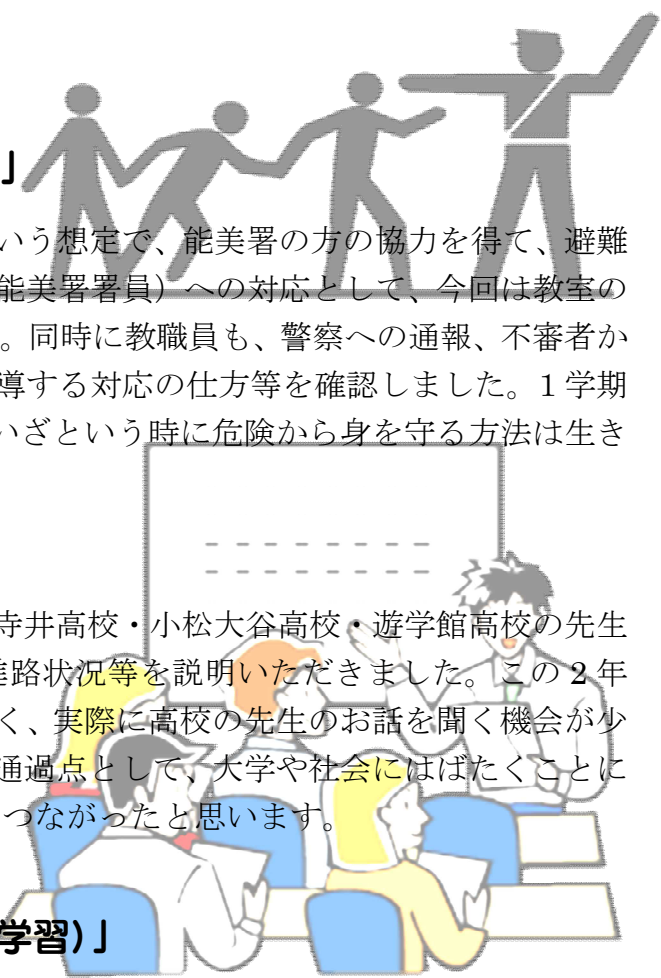 」
いう想定で、能美署の方の協力を得て、避難
能美署署員）への対応として、今回は教室の
。同時に教職員も、警察への通報、不審者か
導する対応の仕方等を確認しました。1学期
いざという時に危険から身を守る方法は生き
寺井高校・小松大谷高校・遊学館高校の先生
進路状況等を説明いただきました。この2年
く、実際に高校の先生のお話を聞く機会が少
通過点として、大学や社会にはばたくことに
つながったと思います。
学習)」